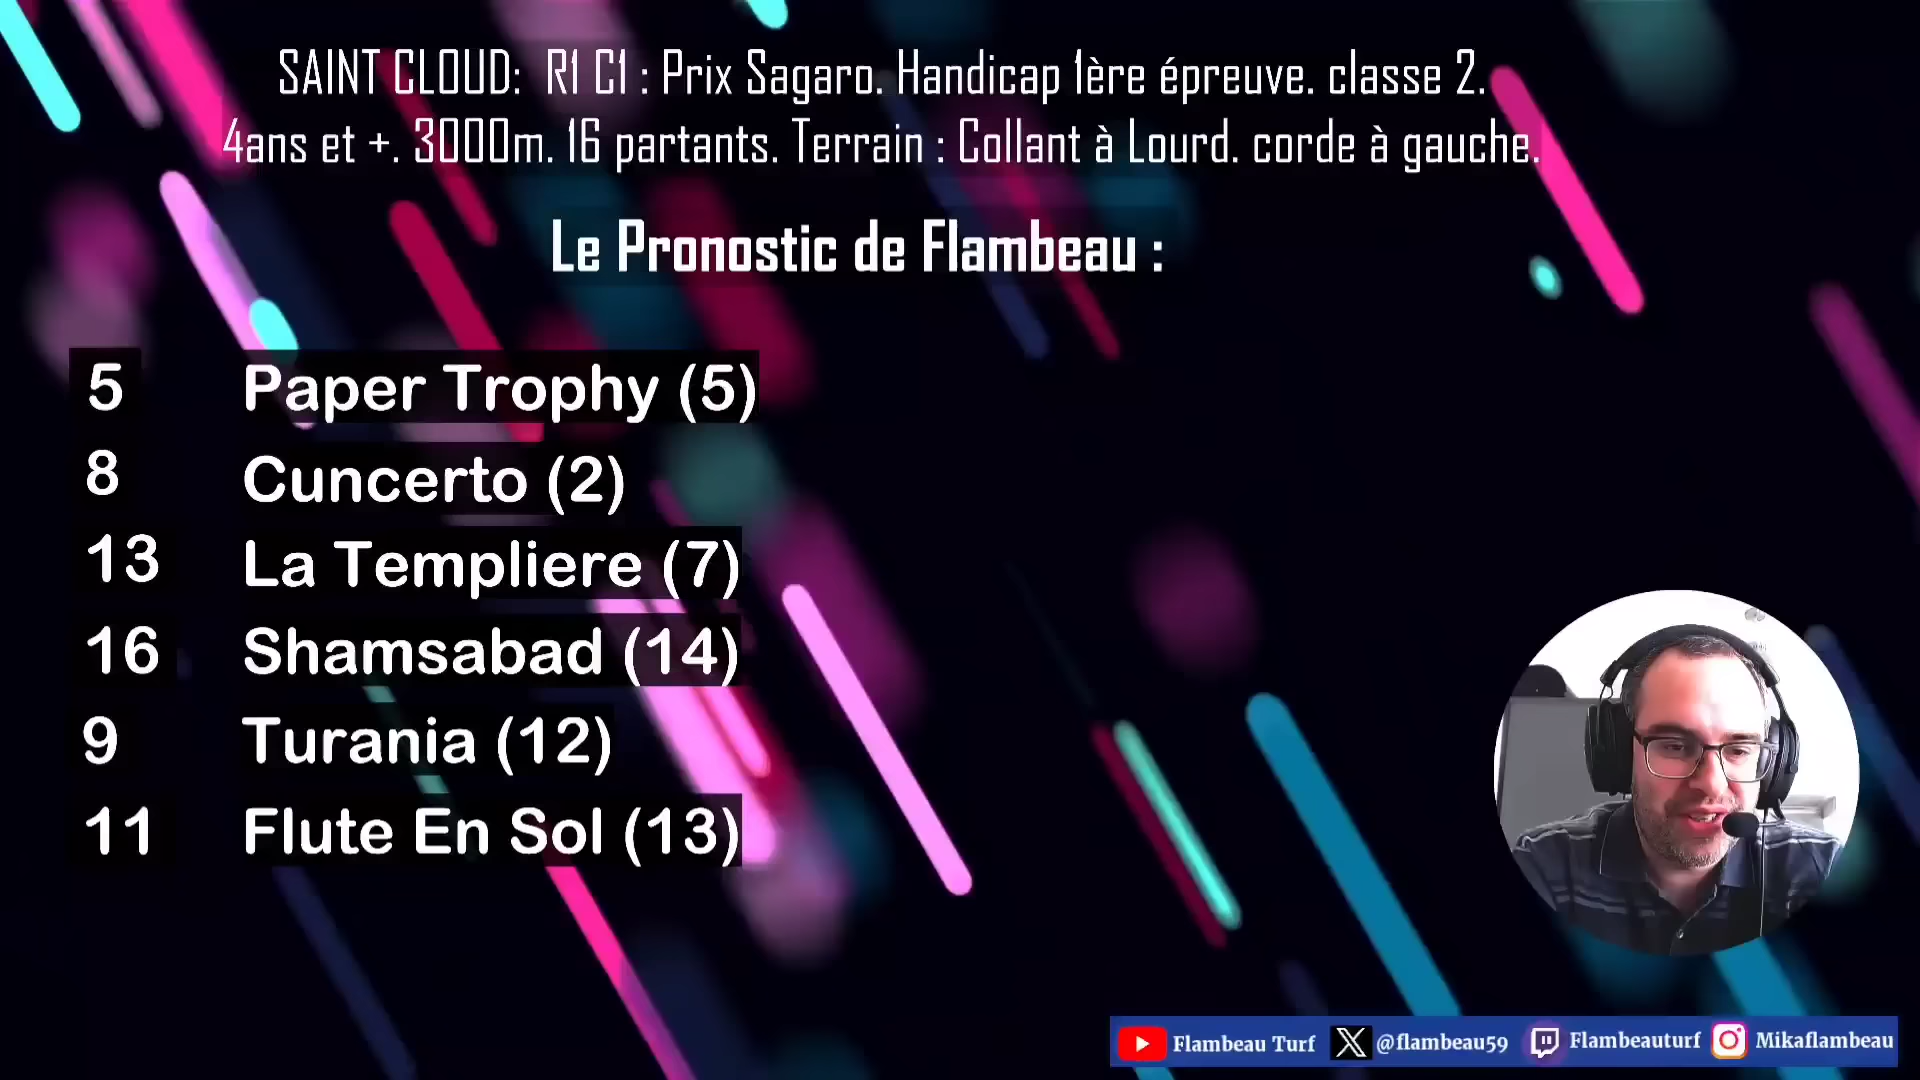 SAINT CLOUD: R1 C1 : Prix Sagaro. Handicap 1ère épreuve. classe 2.
4ans et +. 3000m. 16 partants. Terrain : Collant à Lourd. corde à gauche.
Le Pronostic de Flambeau :
5 Paper Trophy (5)
8 Cuncerto (2)
13 La Templiere (7)
16 Shamsabad (14)
9 Turania (12)
11 Flute En Sol (13)
Flambeau Turf @flambeau59 Flambeauturf Mikaflambeau